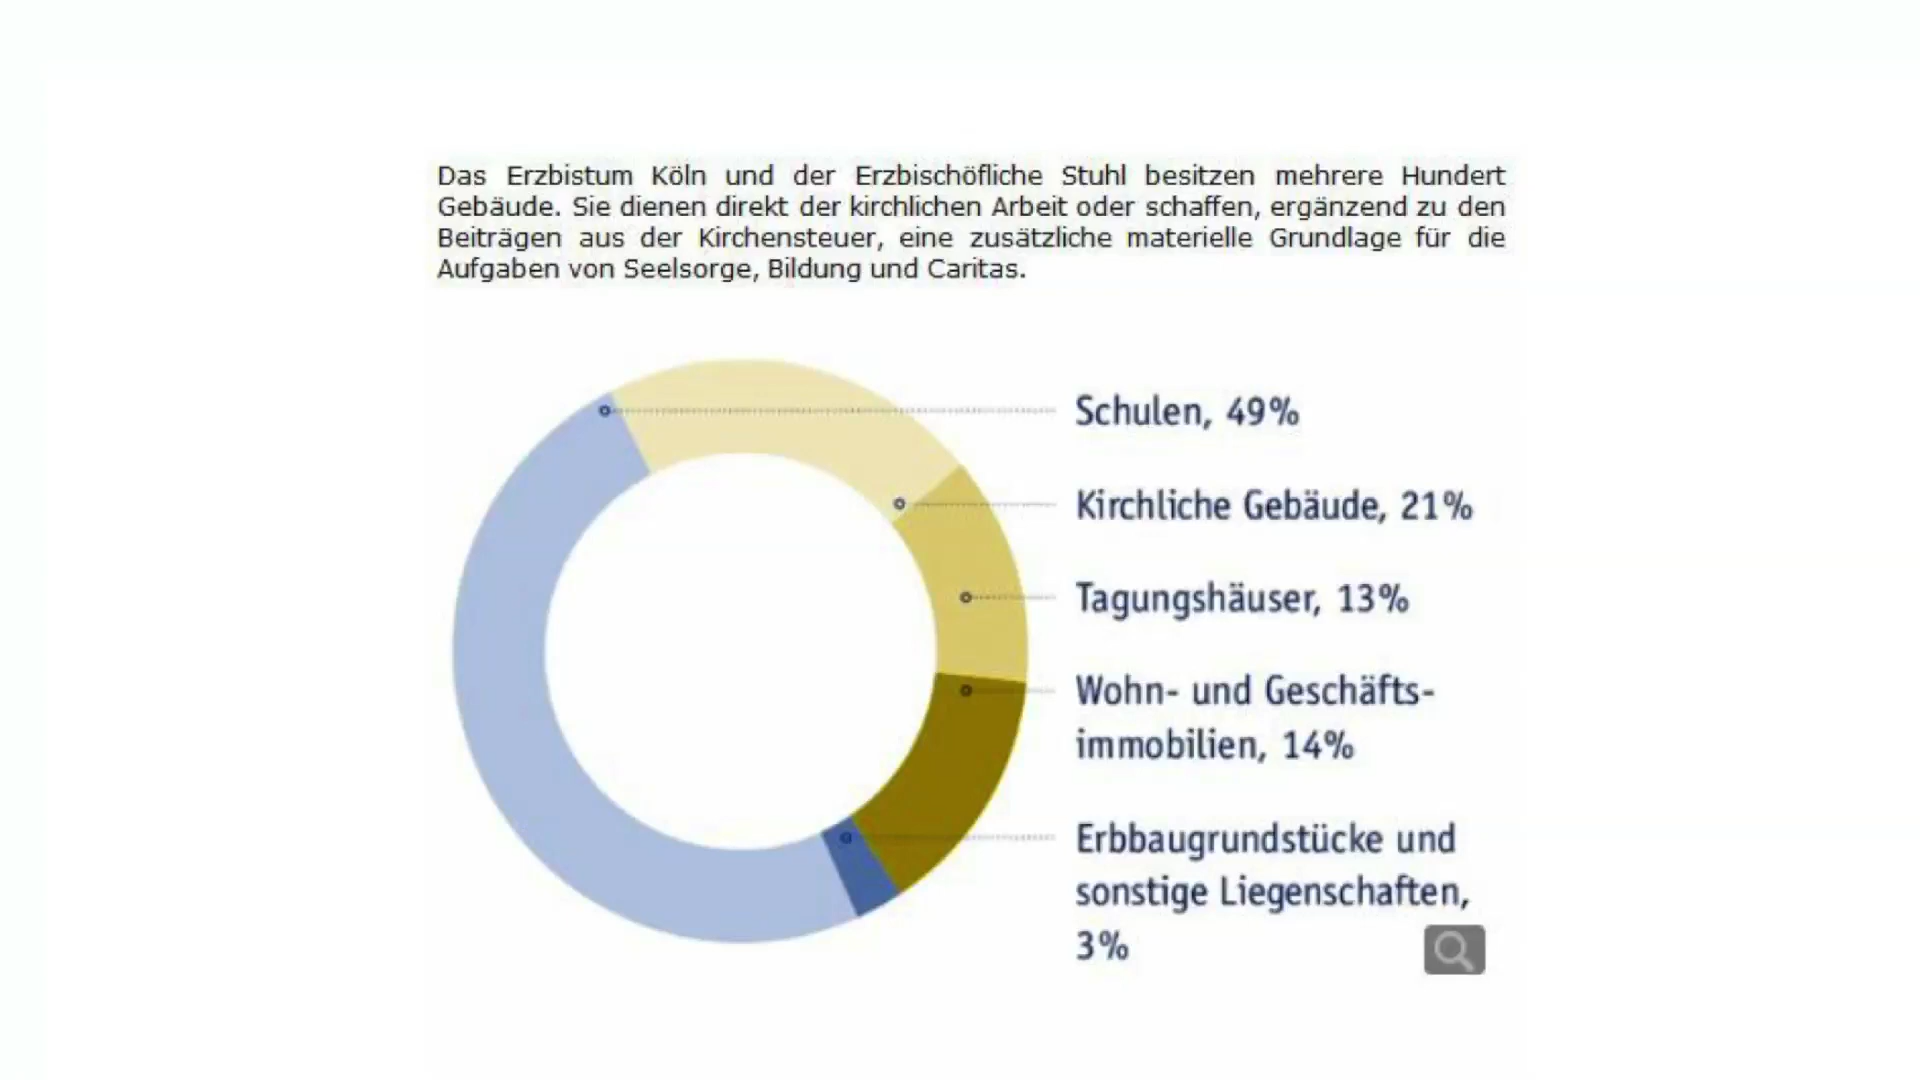 Das Erzbistum Köln und der Erzbischöfliche Stuhl besitzen mehrere Hundert
Gebäude. Sie dienen direkt der kirchlichen Arbeit oder schaffen, ergänzend zu den
Beiträgen aus der Kirchensteuer, eine zusätzliche materielle Grundlage für die
Aufgaben von Seelsorge, Bildung und Caritas.
Schulen, 49%
Kirchliche Gebäude, 21%
Tagungshäuser, 13%
Wohn- und Geschäfts-
immobilien, 14%
Erbbaugrundstücke und
sonstige Liegenschaften,
3%